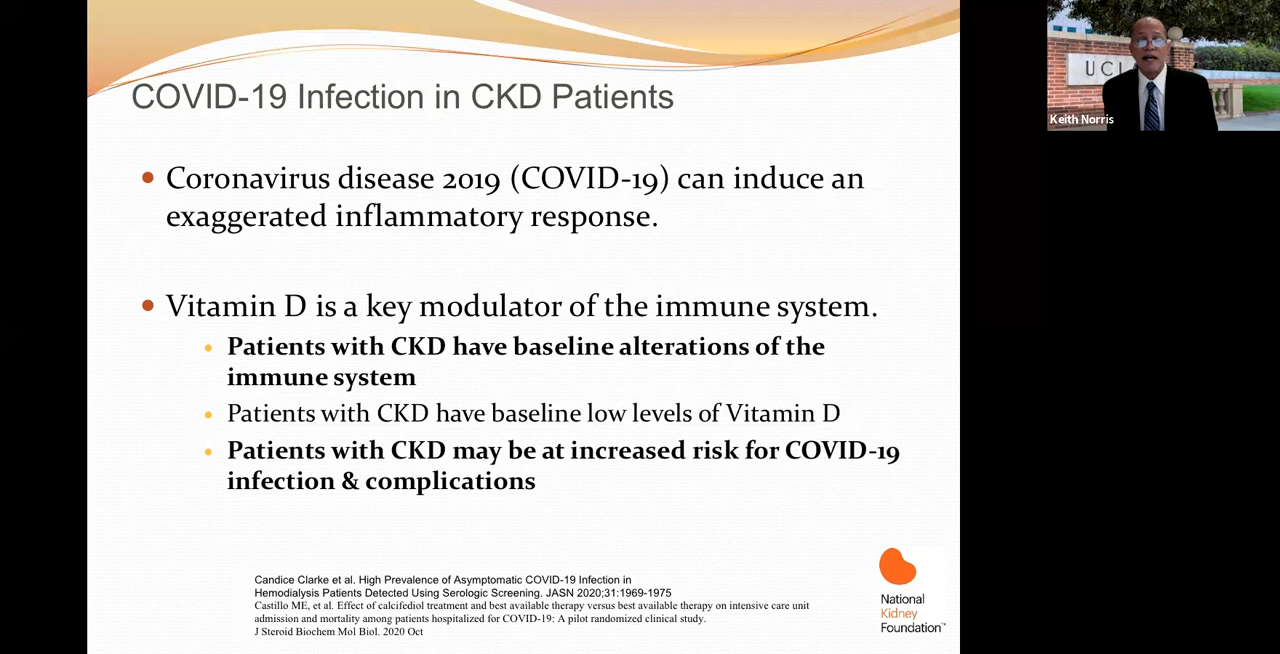 COVID-19 Infection in CKD Patients
UCL
Keith Norris
• Coronavirus disease 2019 (COVID-19) can induce an
exaggerated inflammatory response.
• Vitamin D is a key modulator of the immune system.
• Patients with CKD have baseline alterations of the
immune system
• Patients with CKD have baseline low levels of Vitamin D
• Patients with CKD may be at increased risk for COVID-19
infection & complications
Candice Clarke et al. High Prevalence of Asymptomatic COVID-19 Infection in
Hemodialysis Patients Detected Using Serologic Screening. JASN 2020;31:1969-1975
Castillo ME, et al. Effect of calcifediol treatment and best available therapy versus best available therapy on intensive care unit
admission and mortality among patients hospitalized for COVID-19: A pilot randomized clinical study.
J Steroid Biochem Mol Biol. 2020 Oct
National
Kidney
Foundation™